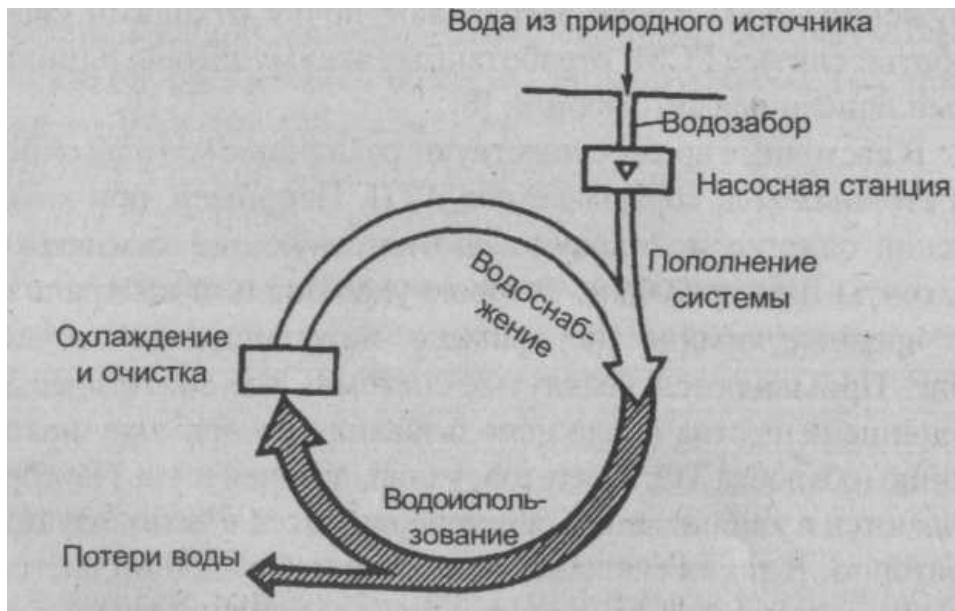 Вода из природного источника
Водозабор
Насосная станция
Пополнение
системы
Водоснаб-
жение
Охлаждение
и очистка
Водоисполь-
зование
Потери воды